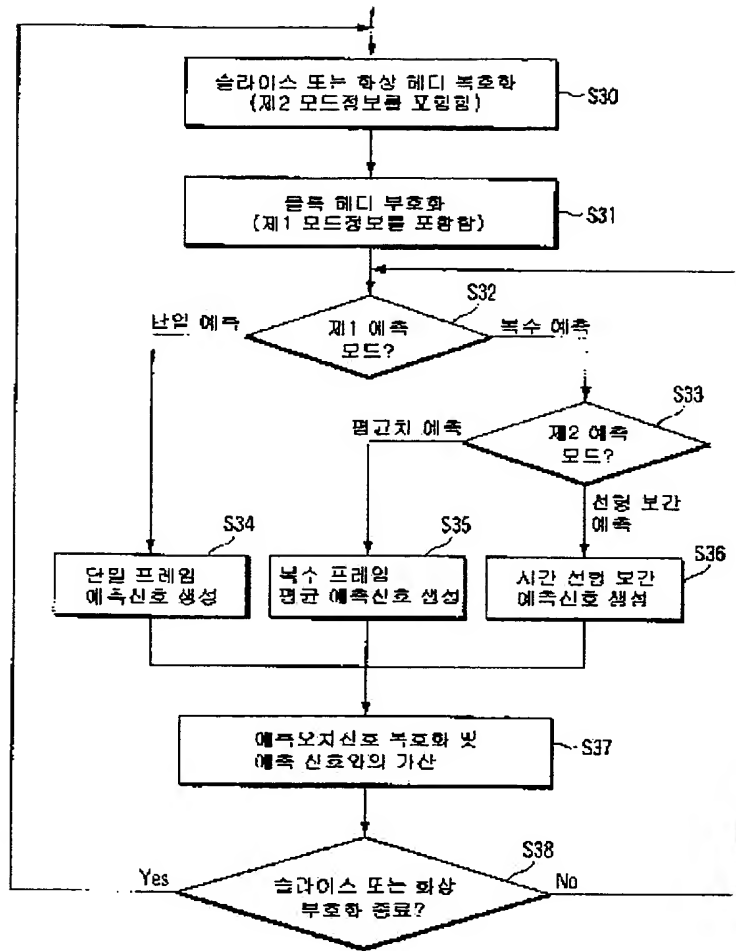 슬라이스 또는 화상 헤더 복호화
(제2 모드정보를 포함함)
S30
블록 헤더 부호화
(제1 모드정보를 포함함)
S31
S32
단일 예측
제1 예측
모드?
복수 예측
S33
평균치 예측
제2 예측
모드?
선형 보간
예측
S34
단일 프레임
예측신호 생성
S35
복수 프레임
평균 예측신호 생성
S36
시간 선형 보간
예측신호 생성
예측오차신호 복호화 및
예측 신호와의 가산
S37
S38
Yes
슬라이스 또는 화상
부호화 종료?
No